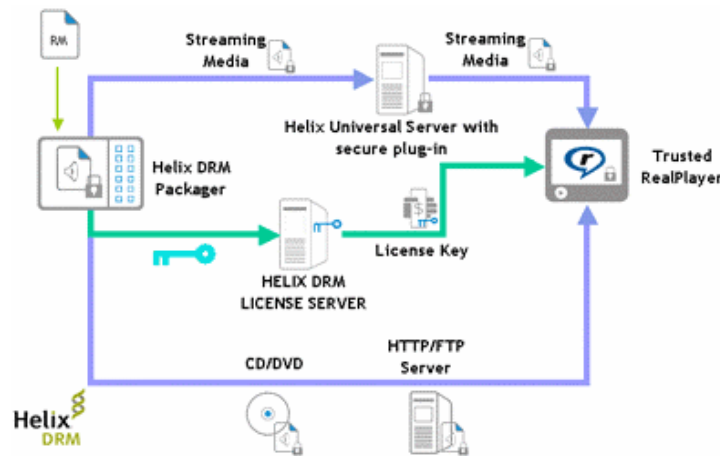 RM
Streaming
Media
Streaming
Media
Helix Universal Server with
secure plug-in
Helix DRM
Packager
r
Trusted
RealPlayer
$
License Key
HELIX DRM
LICENSE SERVER
CD/DVD
HTTP/FTP
Server
Helix
DRM